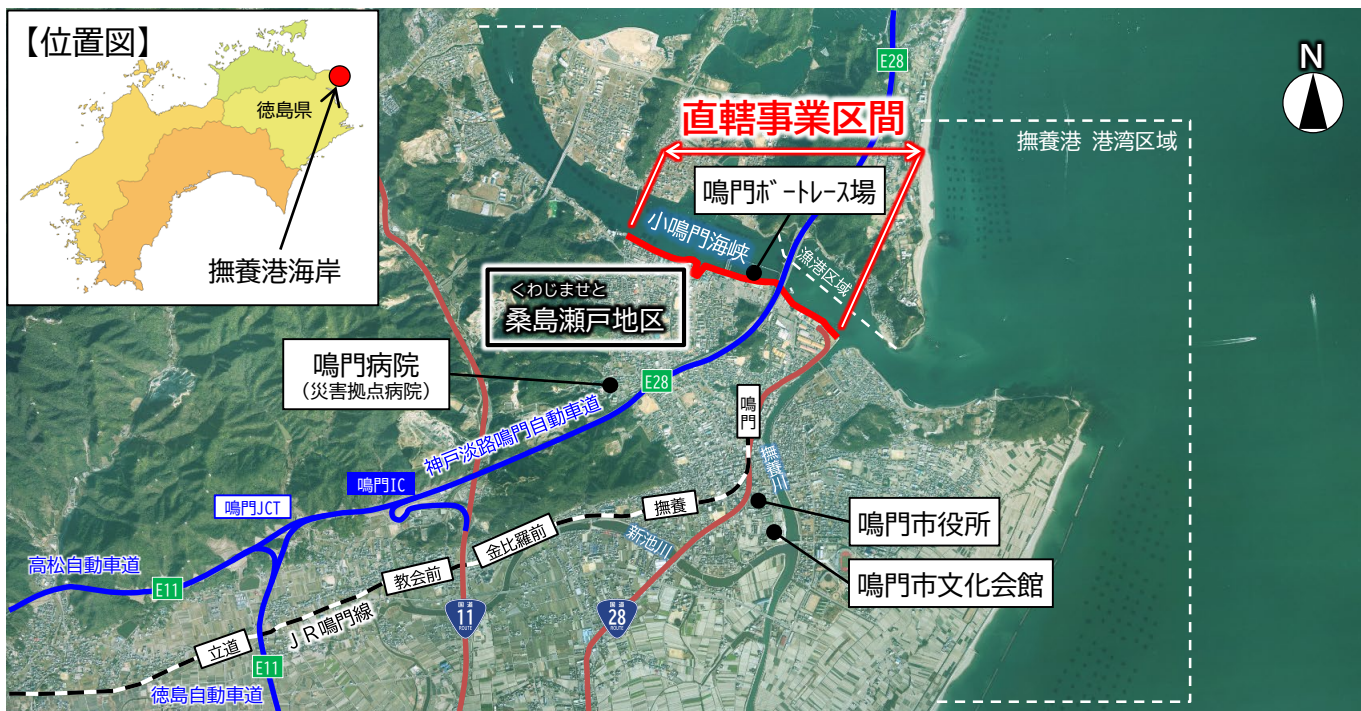 【位置図】
徳島県
撫養港海岸
N
E28
直轄事業区間
撫養港 港湾区域
鳴門ﾎﾞｰﾄﾚｰｽ場
小鳴門海峡
漁港区域
くわじませと
桑島瀬戸地区
鳴門病院
(災害拠点病院)
E28
鳴門
神戸淡路鳴門自動車道
撫養川
鳴門IC
鳴門JCT
撫養
鳴門市役所
金比羅前
新池川
高松自動車道
教会前
鳴門市文化会館
E11
JR鳴門線
国道
11
ROUTE
国道
28
ROUTE
立道
E11
徳島自動車道